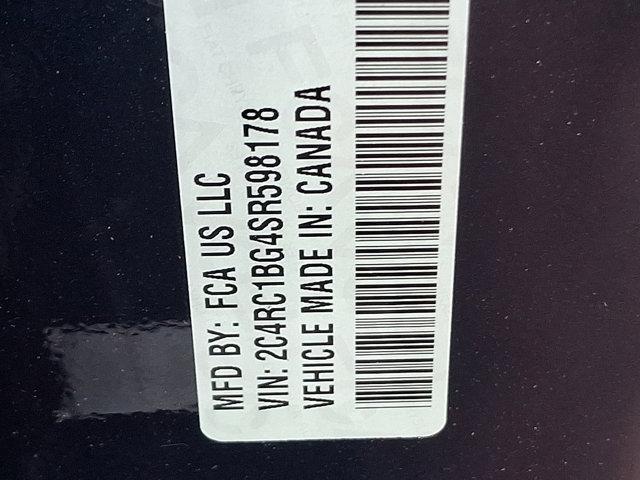 MFD BY: FCA US LLC
VIN: 2C4RC1BG4SR598178
VEHICLE MADE IN: CANADA